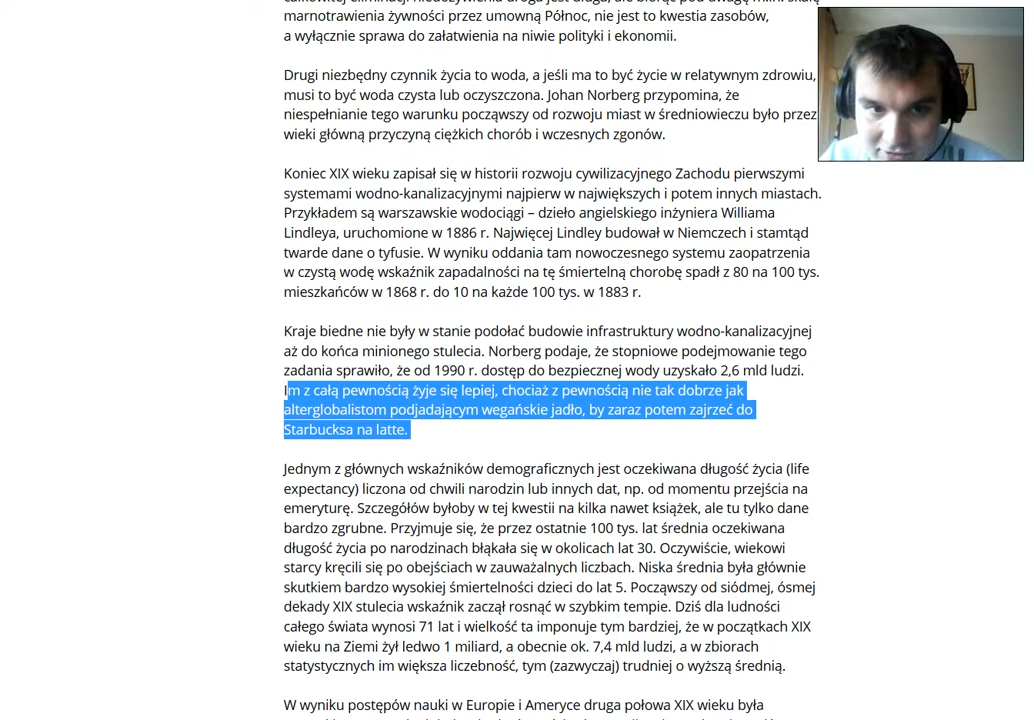 marnotrawienia żywności przez umowną Północ, nie jest to kwestia zasobów,
a wyłącznie sprawa do załatwienia na niwie polityki i ekonomii.
Drugi niezbędny czynnik życia to woda, a jeśli ma to być życie w relatywnym zdrowiu,
musi to być woda czysta lub oczyszczona. Johan Norberg przypomina, że
niespełnianie tego warunku począwszy od rozwoju miast w średniowieczu było przez
wieki główną przyczyną ciężkich chorób i wczesnych zgonów.
Koniec XIX wieku zapisał się w historii rozwoju cywilizacyjnego Zachodu pierwszymi
systemami wodno-kanalizacyjnymi najpierw w największych i potem innych miastach.
Przykładem są warszawskie wodociągi – dzieło angielskiego inżyniera Williama
Lindleya, uruchomione w 1886 r. Najwięcej Lindley budował w Niemczech i stamtąd
twarde dane o tyfusie. W wyniku oddania tam nowoczesnego systemu zaopatrzenia
w czystą wodę wskaźnik zapadalności na tę śmiertelną chorobę spadł z 80 na 100 tys.
mieszkańców w 1868 r. do 10 na każde 100 tys. w 1883 r.
Kraje biedne nie były w stanie podołać budowie infrastruktury wodno-kanalizacyjnej
aż do końca minionego stulecia. Norberg podaje, że stopniowe podejmowanie tego
zadania sprawiło, że od 1990 r. dostęp do bezpiecznej wody uzyskało 2,6 mld ludzi.
Im z całą pewnością żyje się lepiej, chociaż z pewnością nie tak dobrze jak
alterglobalistom podjadającym wegańskie jadło, by zaraz potem zajrzeć do
Starbucksa na latte.
Jednym z głównych wskaźników demograficznych jest oczekiwana długość życia (life
expectancy) liczona od chwili narodzin lub innych dat, np. od momentu przejścia na
emeryturę. Szczegółów byłoby w tej kwestii na kilka nawet książek, ale tu tylko dane
bardzo zgrubne. Przyjmuje się, że przez ostatnie 100 tys. lat średnia oczekiwana
długość życia po narodzinach błąkała się w okolicach lat 30. Oczywiście, wiekowi
starcy kręcili się po obejściach w zauważalnych liczbach. Niska średnia była głównie
skutkiem bardzo wysokiej śmiertelności dzieci do lat 5. Począwszy od siódmej, ósmej
dekady XIX stulecia wskaźnik zaczął rosnąć w szybkim tempie. Dziś dla ludności
całego świata wynosi 71 lat i wielkość ta imponuje tym bardziej, że w początkach XIX
wieku na Ziemi żył ledwo 1 miliard, a obecnie ok. 7,4 mld ludzi, a w zbiorach
statystycznych im większa liczebność, tym (zazwyczaj) trudniej o wyższą średnią.
W wyniku postępów nauki w Europie i Ameryce druga połowa XIX wieku była